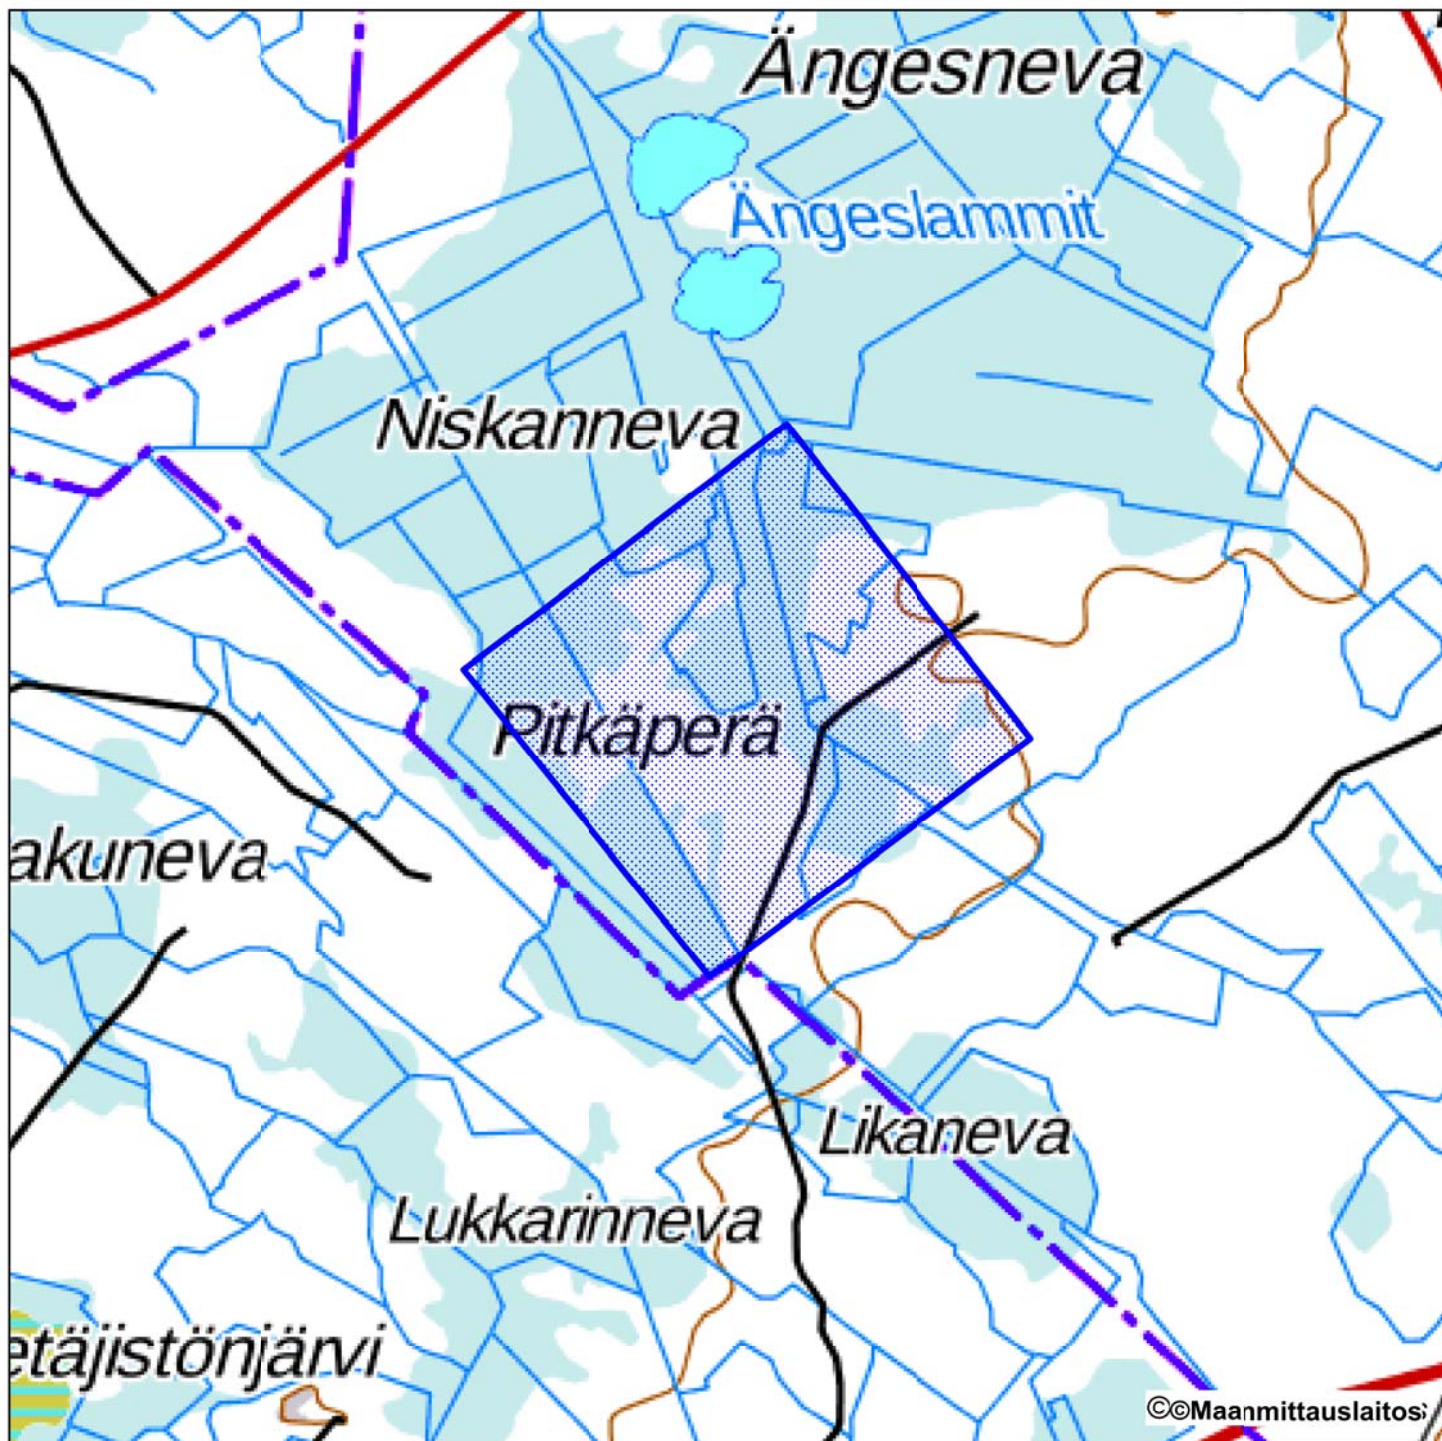 Ängesneva
Ängeslammit
Niskanneva
Pitkäperä
akuneva
Likaneva
Lukkarinneva
etäjistönjärvi
©©Maanmittauslaitos